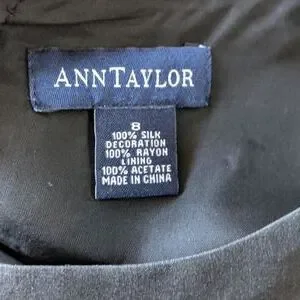 ANNTAYLOR
8
100% SILK
DECORATION
100% RAYON
LINING
100% ACETATE
MADE IN CHINA